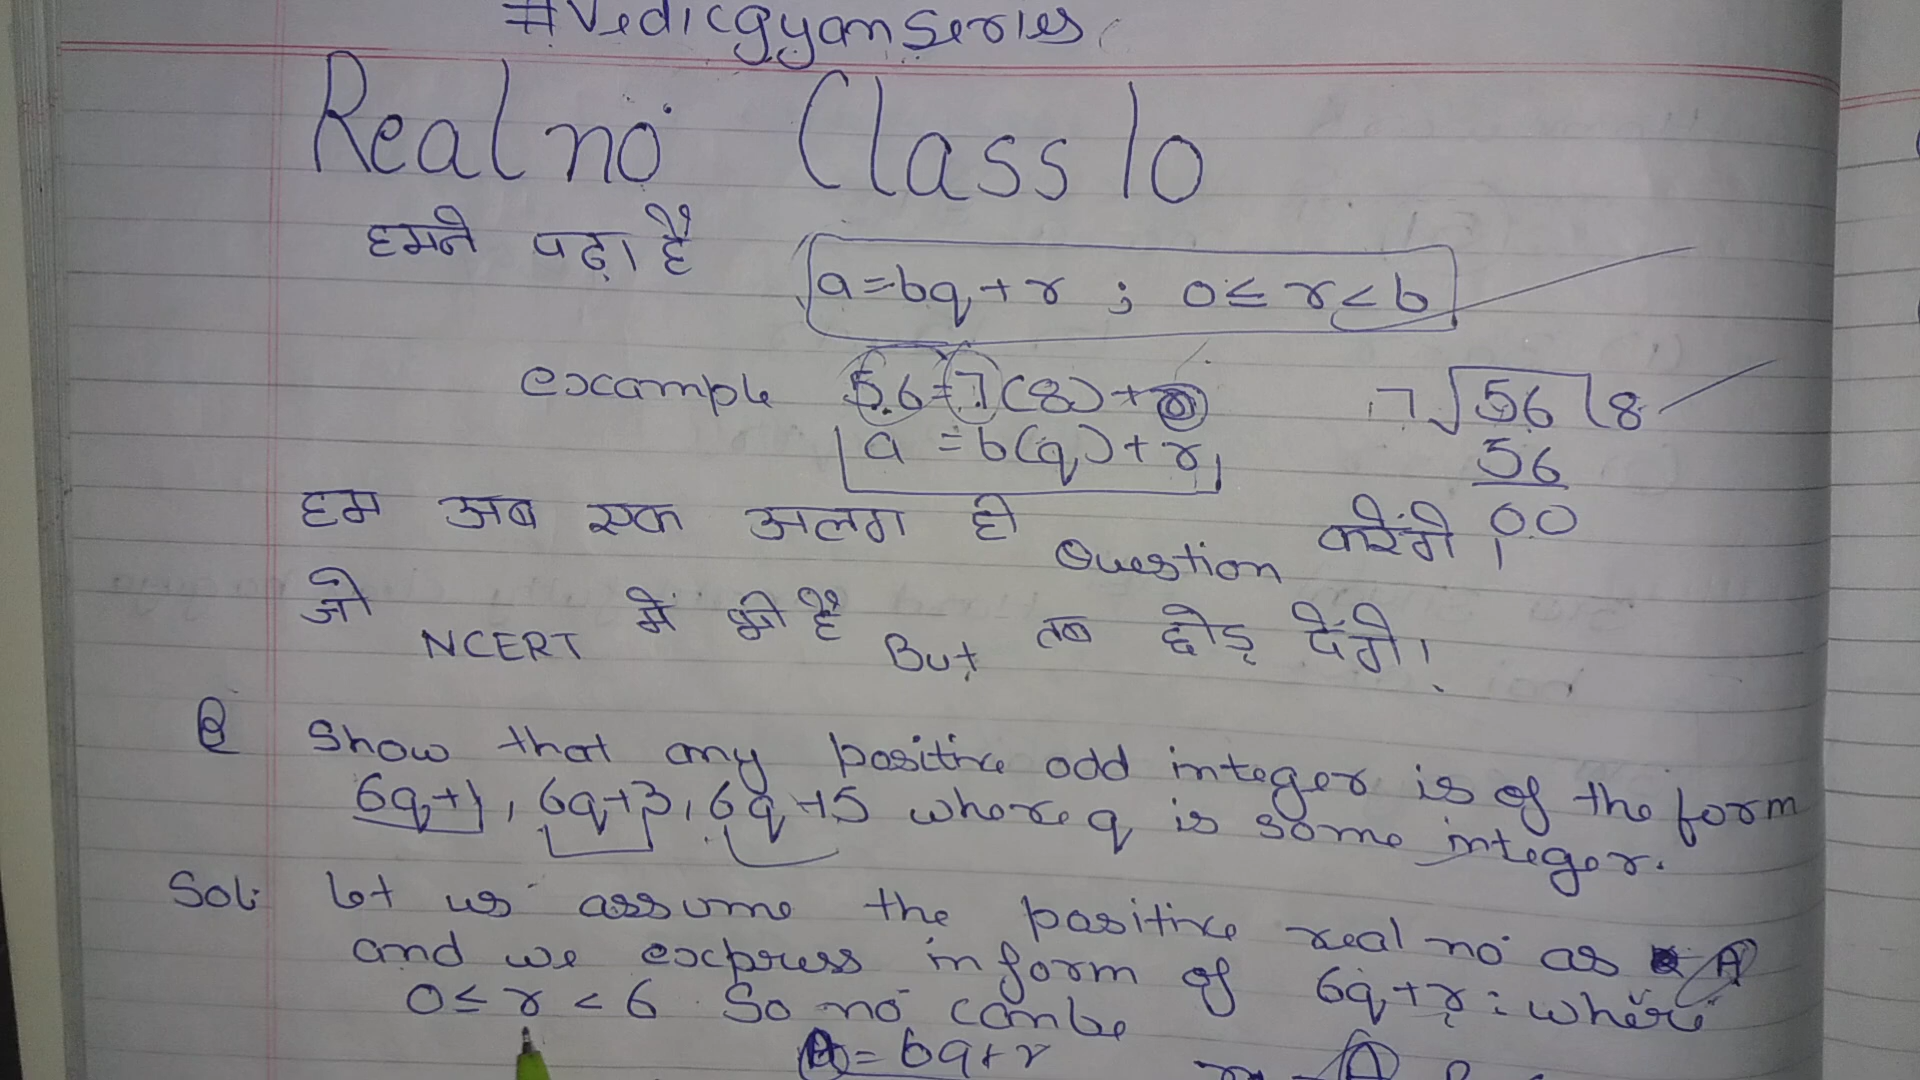 #Vedicgyanseries
Real no Class 10
हमने पढ़ा है a=bq+r ; 0≤r<b
example 56=7(8)+0 7 56 8
a = b(q)+r 56
हम अब एक अलग ही Question करेंगे। 00
जो NCERT में भी है But तब छोड़ देंगे।
Q Show that any positive odd integer is of the form
6q+1, 6q+3, 6q+5 where q is some integer.
Sol: let us assume the positive real no as A
and we express in form of 6q+r : where
0≤ r < 6 So no can be
A = 6q+r